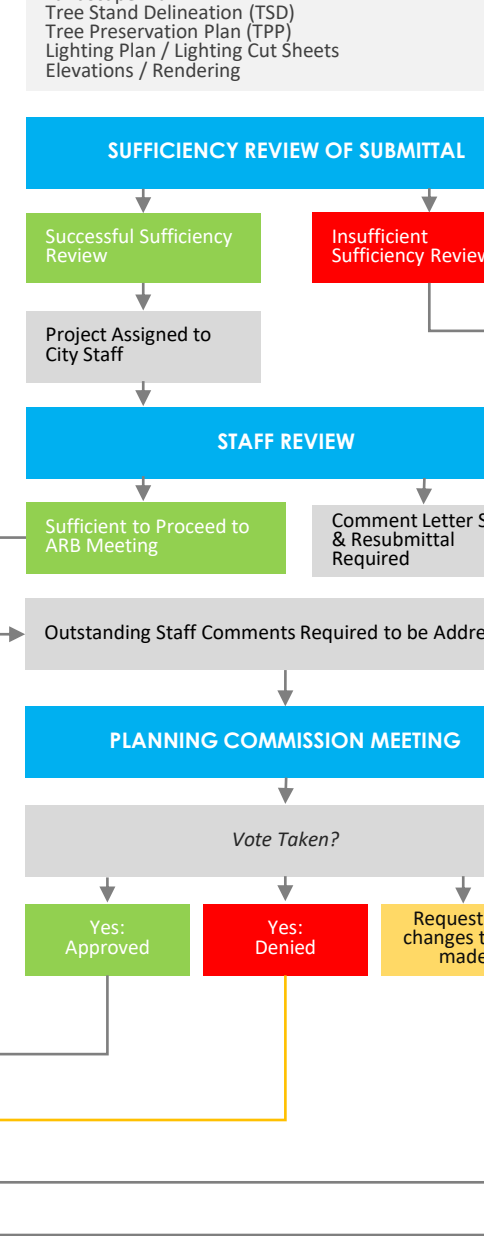 Tree Stand Delineation (TSD)
Tree Preservation Plan (TPP)
Lighting Plan / Lighting Cut Sheets
Elevations / Rendering
SUFFICIENCY REVIEW OF SUBMITTAL
Successful Sufficiency
Review
Insufficient
Sufficiency Review
Project Assigned to
City Staff
STAFF REVIEW
Sufficient to Proceed to
ARB Meeting
Comment Letter
& Resubmittal
Required
Outstanding Staff Comments Required to be
PLANNING COMMISSION MEETING
Vote Taken?
Yes:
Approved
Yes:
Denied
Request
changes
made